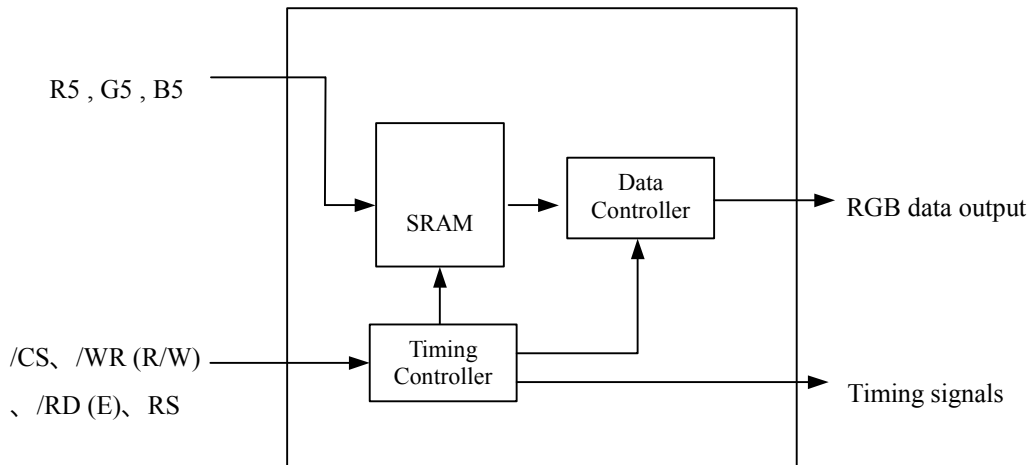 R5 , G5 , B5
SRAM
Data
Controller
RGB data output
/CS、 /WR (R/W)
、 /RD (E)、 RS
Timing
Controller
Timing signals